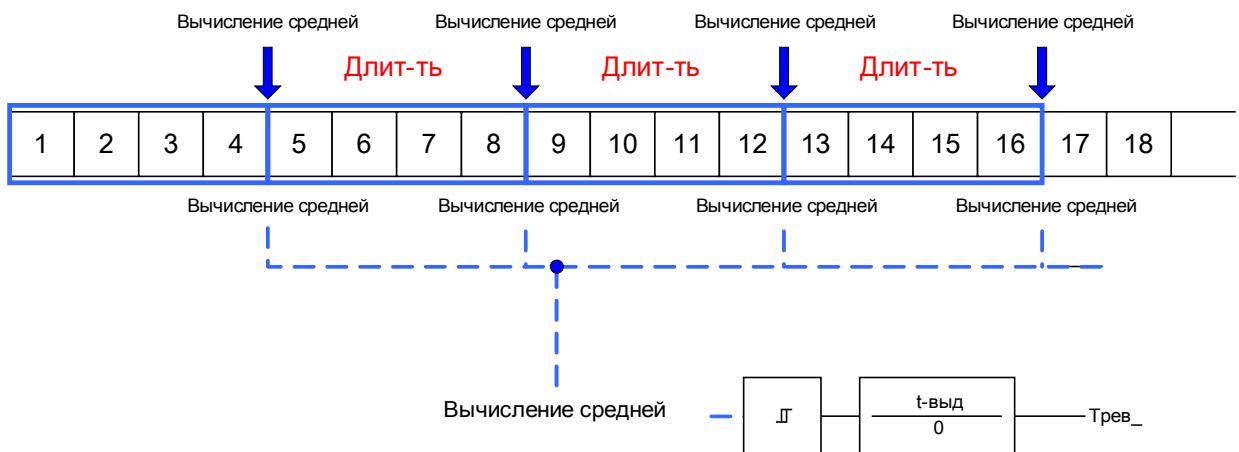 Вычисление средней Вычисление средней Вычисление средней Вычисление средней
Длит-ть Длит-ть Длит-ть
1 2 3 4 5 6 7 8 9 10 11 12 13 14 15 16 17 18
Вычисление средней Вычисление средней Вычисление средней Вычисление средней
Вычисление средней
t-выд
0
Трев_